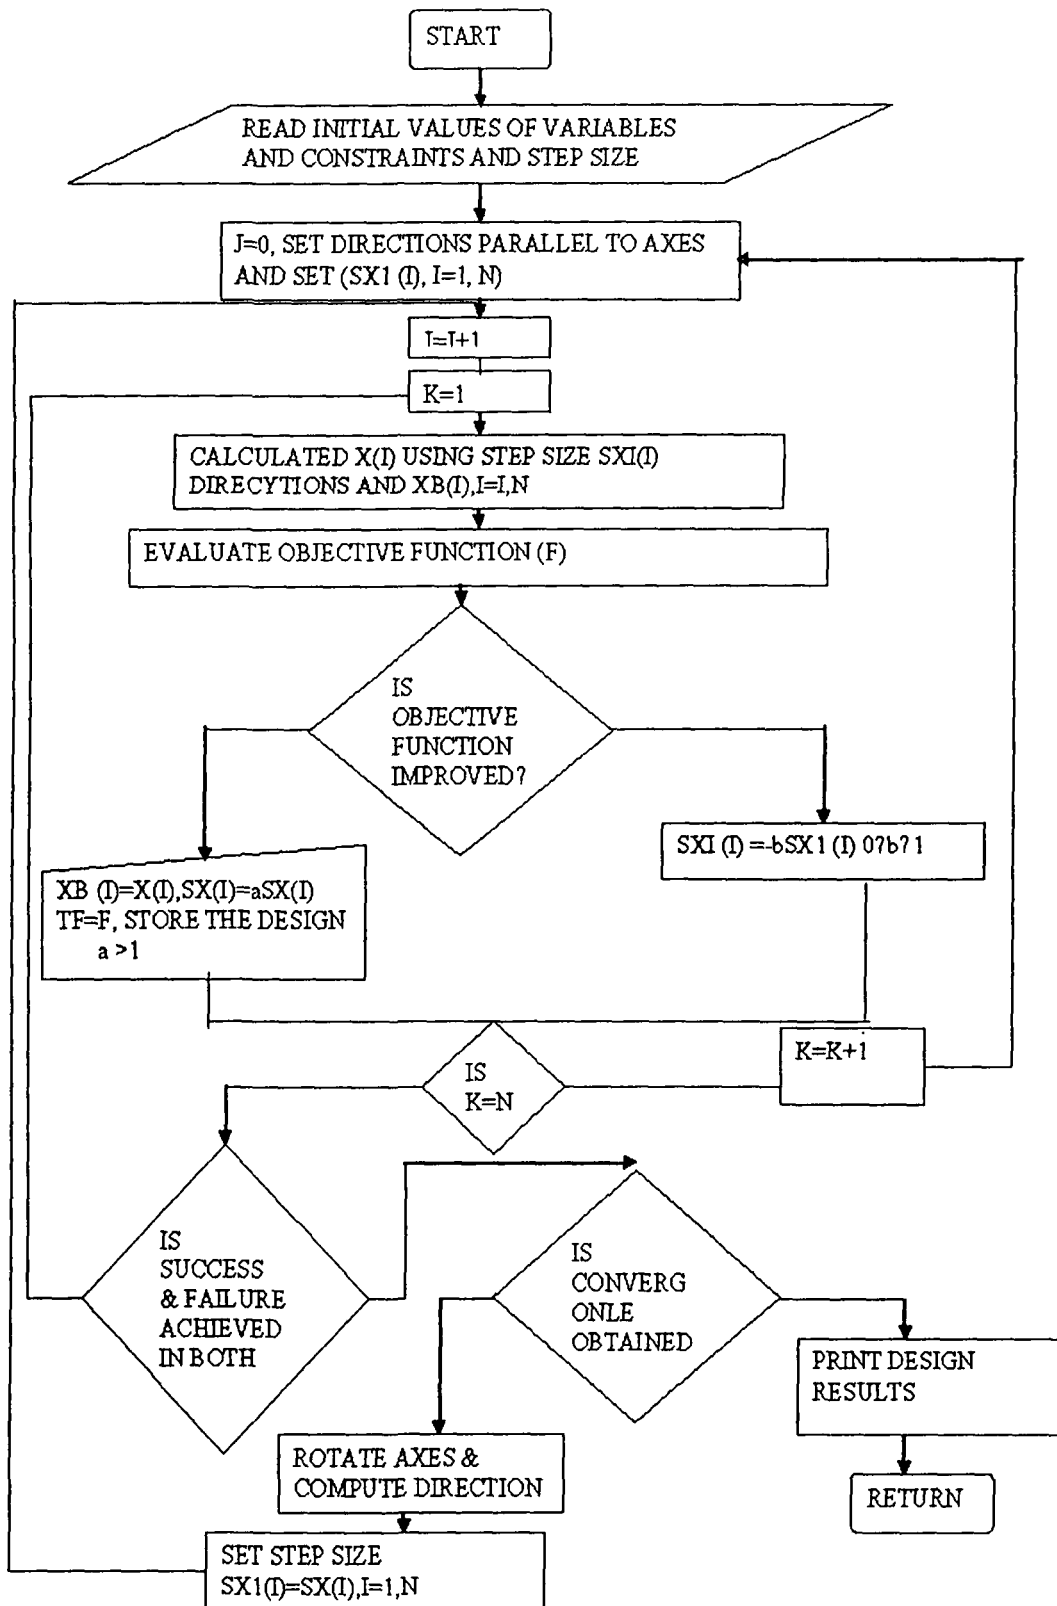 START
READ INITIAL VALUES OF VARIABLES
AND CONSTRAINTS AND STEP SIZE
J=0, SET DIRECTIONS PARALLEL TO AXES
AND SET (SX1 (I), I=1, N)
K=1
CALCULATED X(I) USING STEP SIZE SXI(I)
DIRECYTIONS AND XB(I),I=I,N
EVALUATE OBJECTIVE FUNCTION (F)
IS
OBJECTIVE
FUNCTION
IMPROVED?
SXI (I) =-bSX1 (I) 0?b?1
XB (I)=X(I),SX(I)=aSX(I)
TF=F, STORE THE DESIGN
a >1
K=K+1
IS
K=N
IS
SUCCESS
& FAILURE
ACHIEVED
IN BOTH
IS
CONVERG
ONLE
OBTAINED
PRINT DESIGN
RESULTS
ROTATE AXES &
COMPUTE DIRECTION
RETURN
SET STEP SIZE
SX1(I)=SX(I),I=1,N